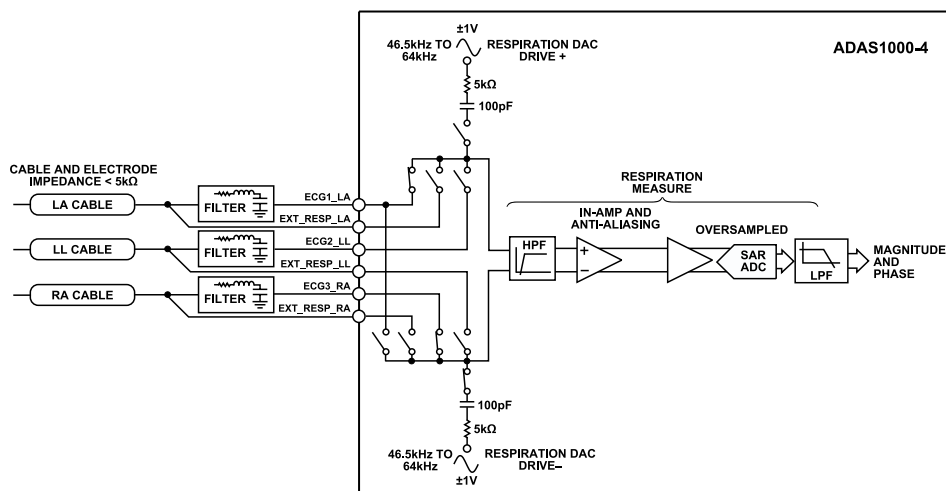 ±1V
46.5kHz TO
64kHz
RESPIRATION DAC
DRIVE +
ADAS1000-4
5kΩ
100pF
CABLE AND ELECTRODE
IMPEDANCE < 5kΩ
RESPIRATION
MEASURE
LA CABLE
FILTER
ECG1_LA
EXT_RESP_LA
IN-AMP AND
ANTI-ALIASING
OVERSAMPLED
LL CABLE
FILTER
ECG2_LL
EXT_RESP_LL
HPF
+
–
SAR
ADC
LPF
MAGNITUDE
AND
PHASE
RA CABLE
FILTER
ECG3_RA
EXT_RESP_RA
100pF
5kΩ
46.5kHz TO
64kHz
RESPIRATION DAC
DRIVE–
±1V